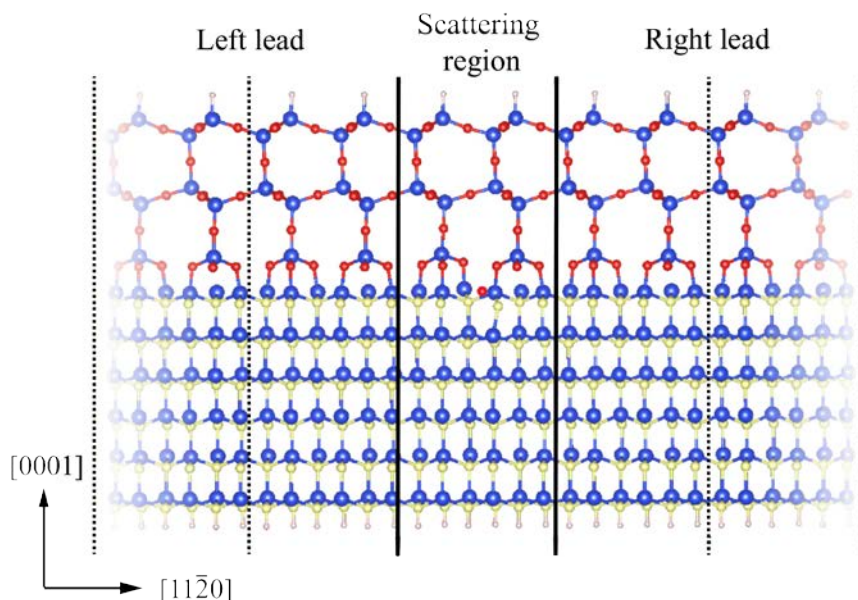 Left lead
Scattering
region
Right lead
[0001]
[112̄0]